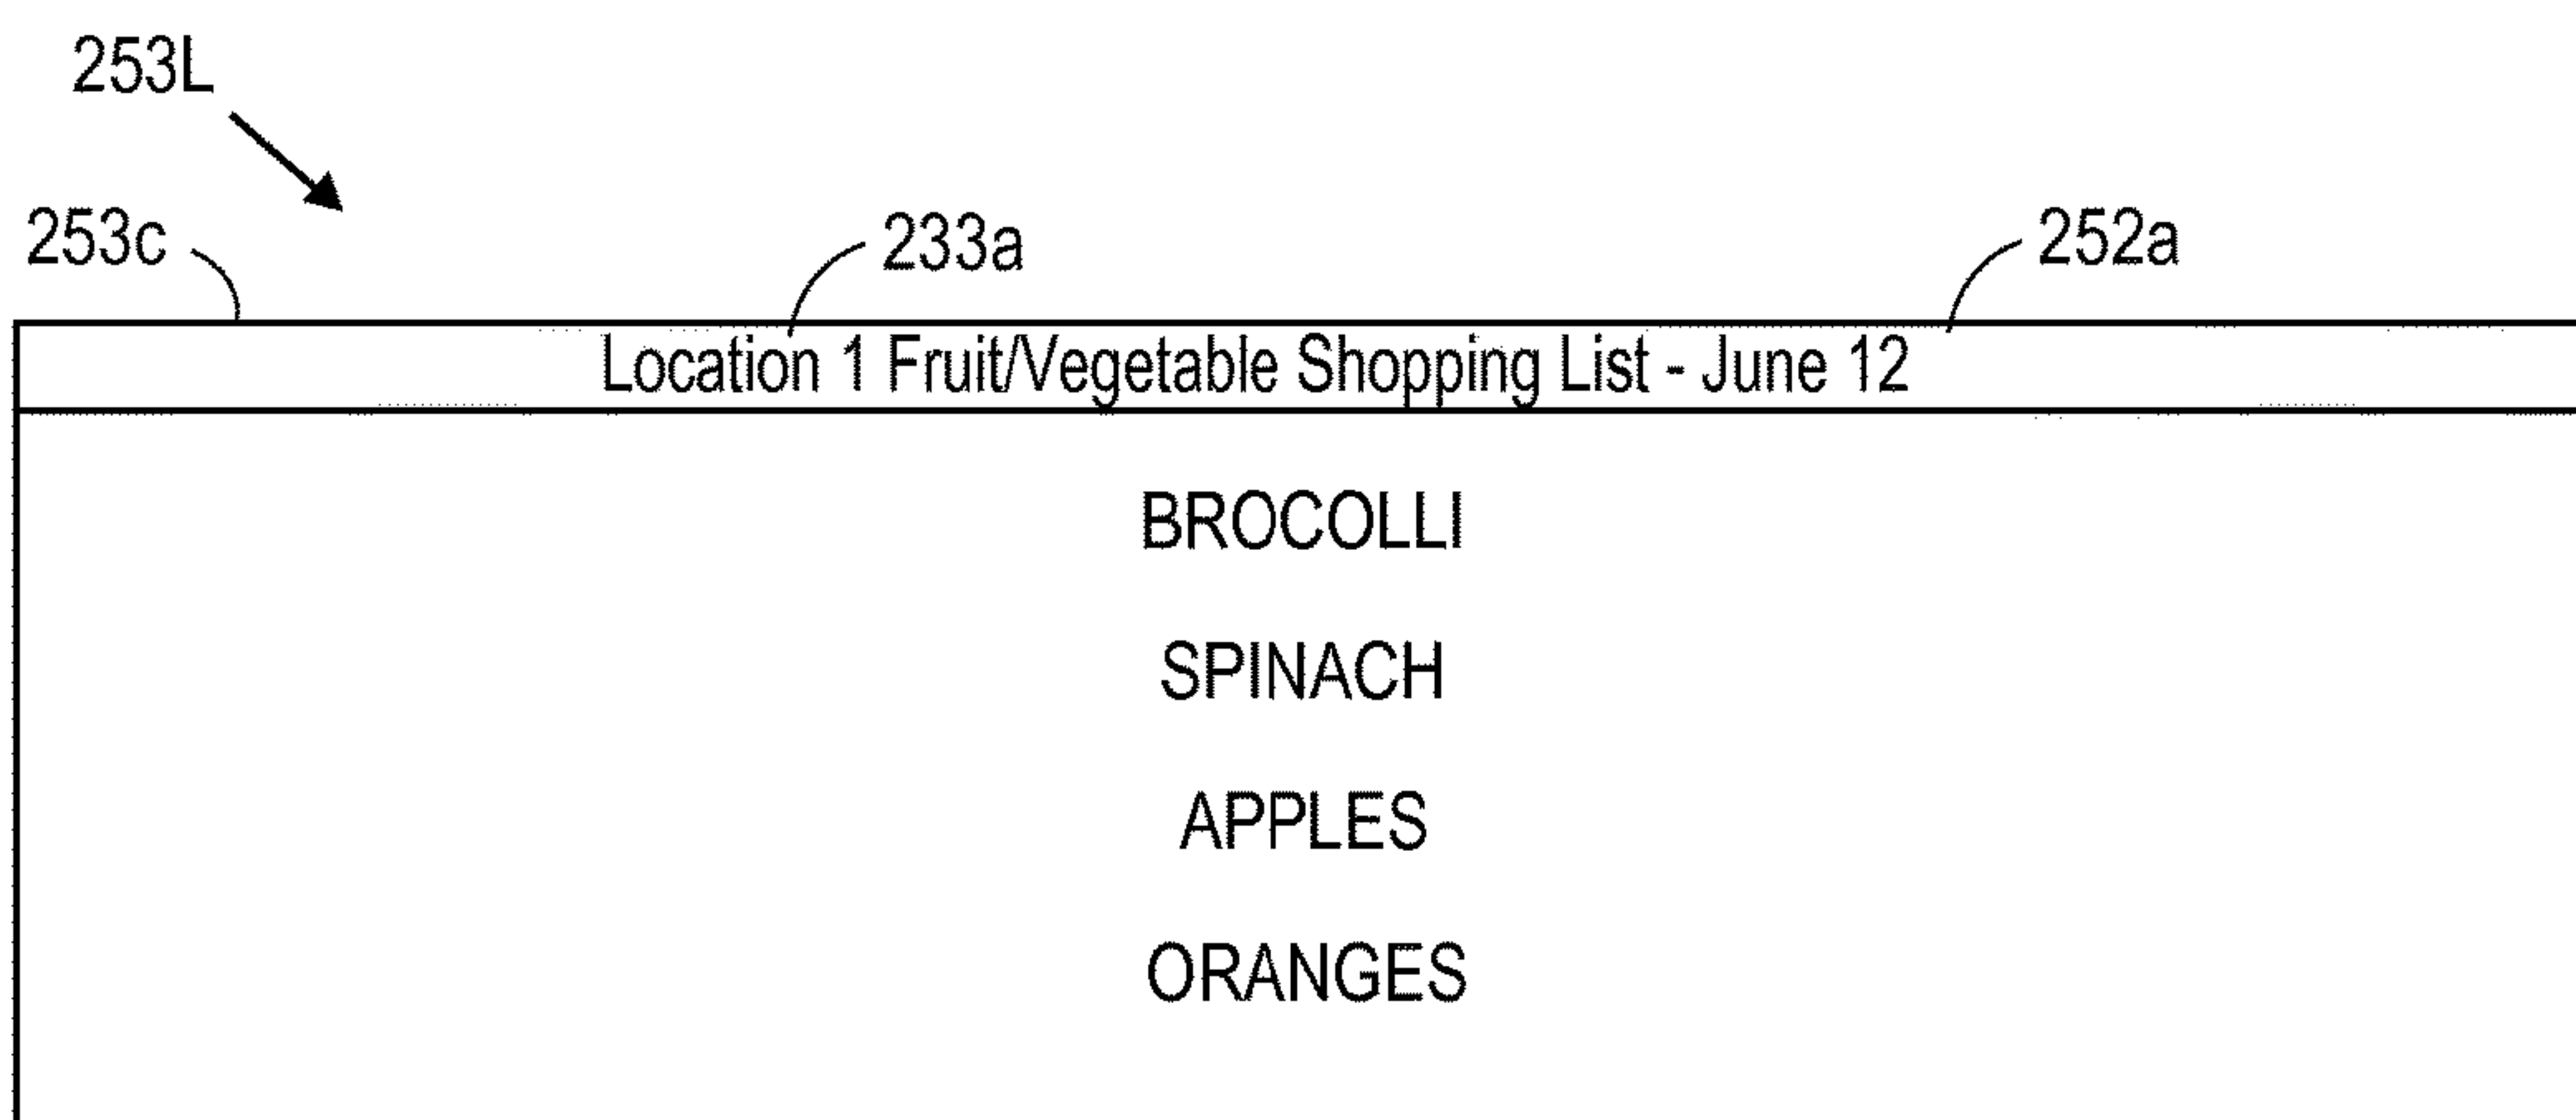 253L
253c 233a 252a
Location 1 Fruit/Vegetable Shopping List - June 12
BROCOLLI
SPINACH
APPLES
ORANGES